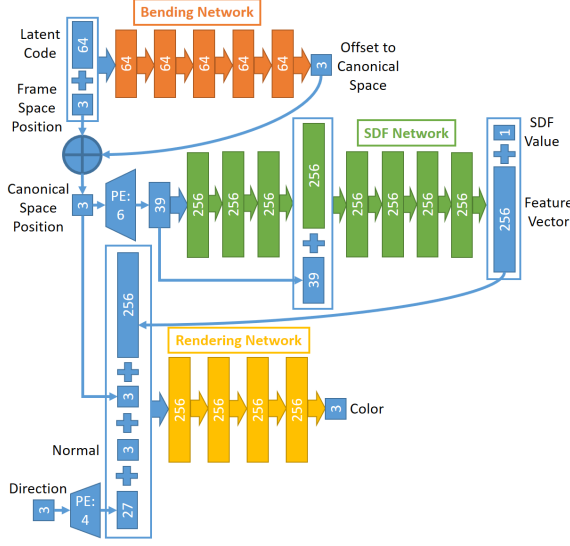 Bending Network
Latent
Code
64
64
64
64
64
64
3
Offset to
Canonical
Space
Frame
Space
Position
3
SDF Network
1
SDF
Value
Canonical
Space
Position
3
PE:
6
39
256
256
256
256
39
256
256
256
256
256
Feature
Vector
256
Rendering Network
3
256
256
256
256
3
Color
Normal
3
Direction
3
PE:
4
27